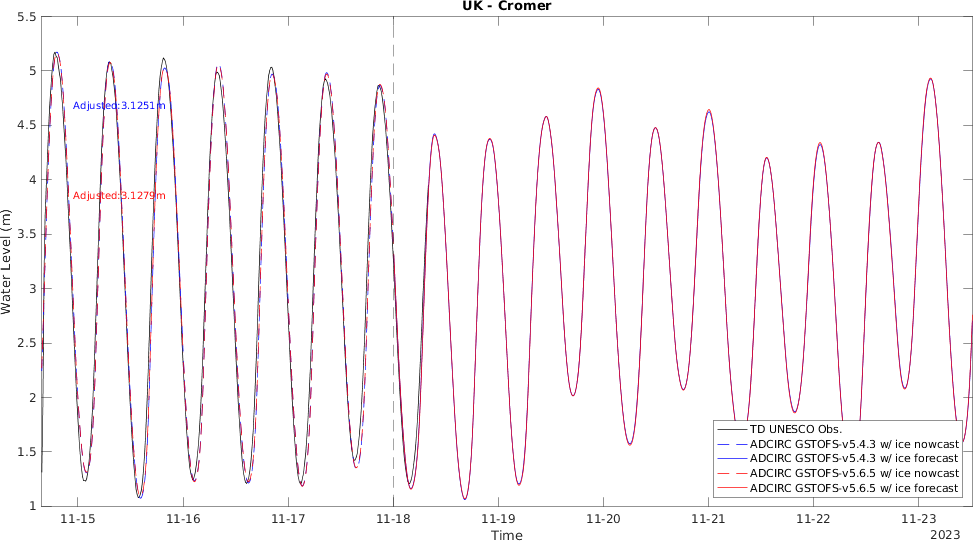 UK - Cromer
5.5
5
4.5
4
3.5
3
2.5
2
1.5
1
Water Level (m)
Adjusted:3.1251m
Adjusted:3.1279m
TD UNESCO Obs.
ADCIRC GSTOFS-v5.4.3 w/ ice nowcast
ADCIRC GSTOFS-v5.4.3 w/ ice forecast
ADCIRC GSTOFS-v5.6.5 w/ ice nowcast
ADCIRC GSTOFS-v5.6.5 w/ ice forecast
11-15 11-16 11-17 11-18 11-19 11-20 11-21 11-22 11-23
Time
2023